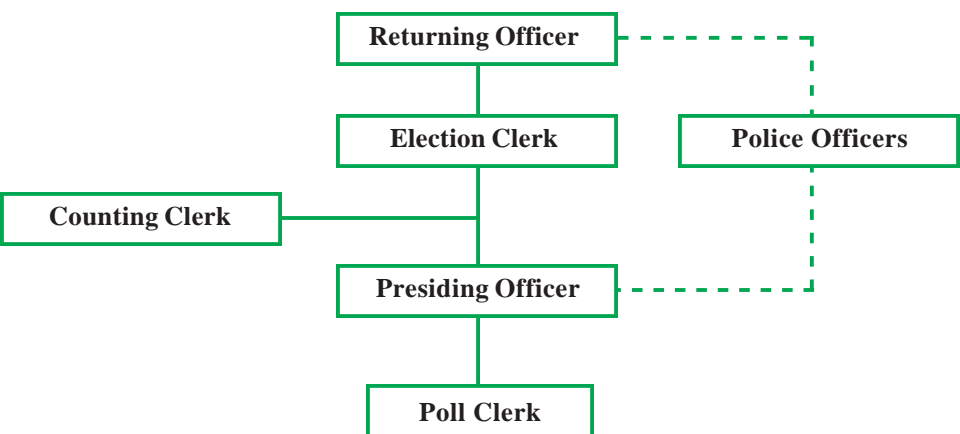 Returning Officer
Election Clerk
Police Officers
Counting Clerk
Presiding Officer
Poll Clerk